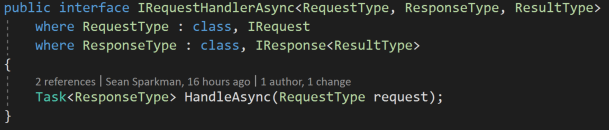 public interface IRequestHandlerAsync<RequestType, ResponseType, ResultType>
    where RequestType : class, IRequest
    where ResponseType : class, IResponse<ResultType>
{
    2 references | Sean Sparkman, 16 hours ago | 1 author, 1 change
    Task<ResponseType> HandleAsync(RequestType request);
}